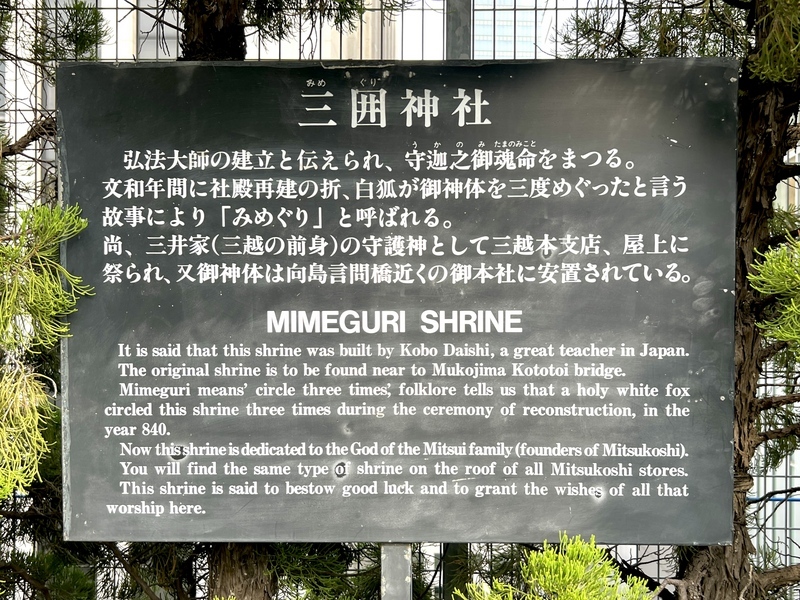 みめ ぐり
三囲神社
うかのみたまのみこと
弘法大師の建立と伝えられ、守迦之御魂命をまつる。
文和年間に社殿再建の折、白狐が御神体を三度めぐったと言う
故事により「みめぐり」と呼ばれる。
尚、三井家(三越の前身)の守護神として三越本支店、屋上に
祭られ、又御神体は向島言問橋近くの御本社に安置されている。
MIMEGURI SHRINE
It is said that this shrine was built by Kobo Daishi, a great teacher in Japan.
The original shrine is to be found near to Mukojima Kototoi bridge.
Mimeguri means’ circle three times’, folklore tells us that a holy white fox
circled this shrine three times during the ceremony of reconstruction, in the
year 840.
Now this shrine is dedicated to the God of the Mitsui family (founders of Mitsukoshi).
You will find the same type of shrine on the roof of all Mitsukoshi stores.
This shrine is said to bestow good luck and to grant the wishes of all that
worship here.